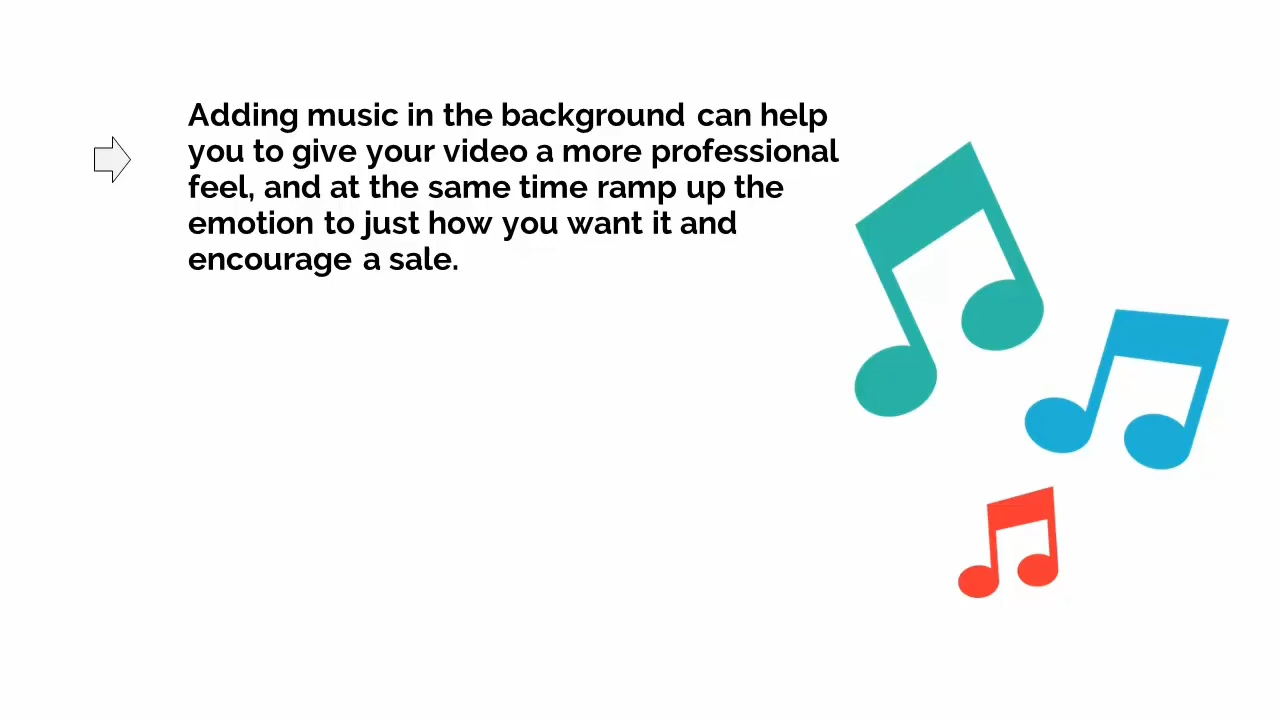 Adding music in the background can help
you to give your video a more professional
feel, and at the same time ramp up the
emotion to just how you want it and
encourage a sale.